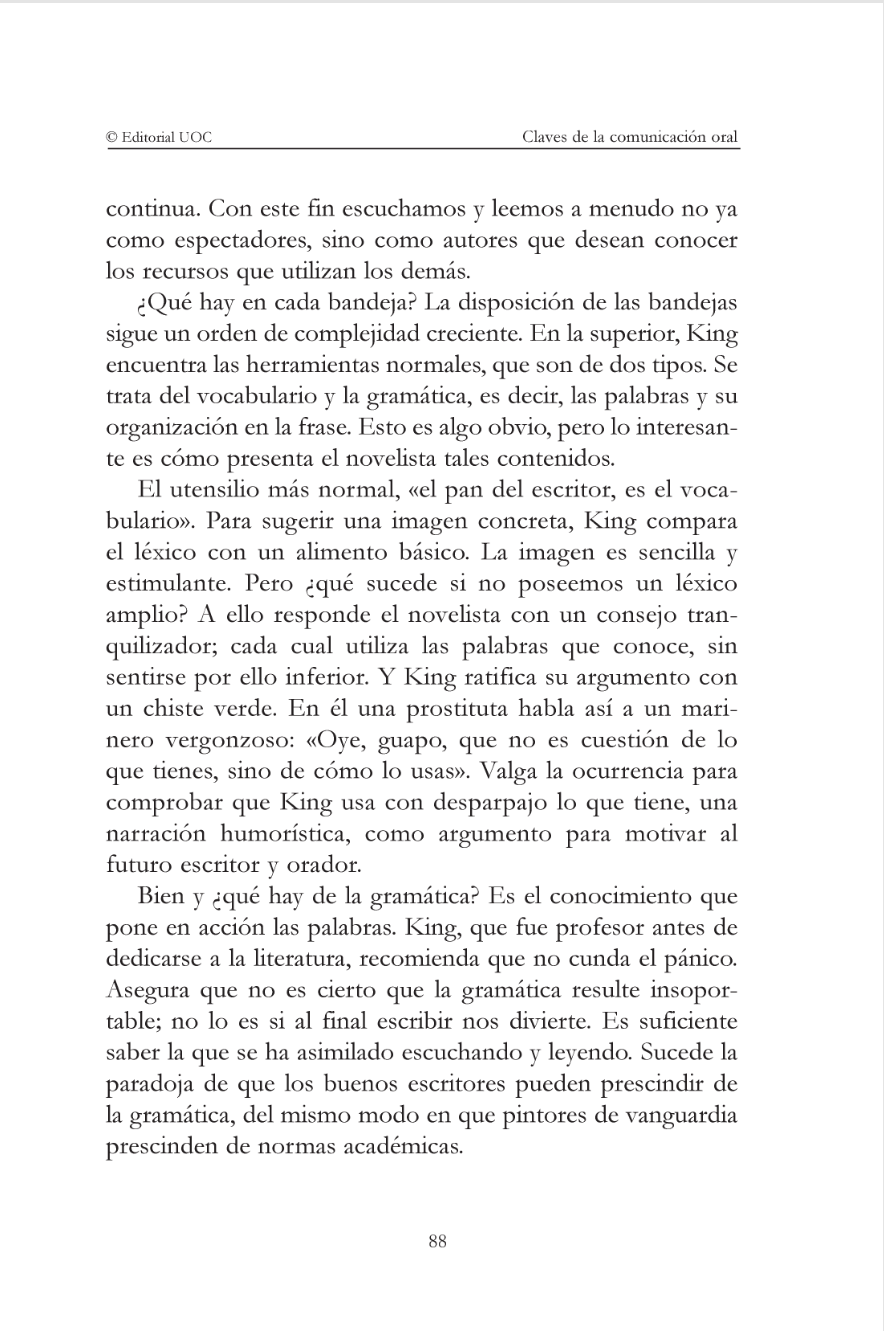 © Editorial UOC Claves de la comunicación oral
continua. Con este fin escuchamos y leemos a menudo no ya
como espectadores, sino como autores que desean conocer
los recursos que utilizan los demás.
¿Qué hay en cada bandeja? La disposición de las bandejas
sigue un orden de complejidad creciente. En la superior, King
encuentra las herramientas normales, que son de dos tipos. Se
trata del vocabulario y la gramática, es decir, las palabras y su
organización en la frase. Esto es algo obvio, pero lo interesan-
te es cómo presenta el novelista tales contenidos.
El utensilio más normal, «el pan del escritor, es el voca-
bulario». Para sugerir una imagen concreta, King compara
el léxico con un alimento básico. La imagen es sencilla y
estimulante. Pero ¿qué sucede si no poseemos un léxico
amplio? A ello responde el novelista con un consejo tran-
quilizador; cada cual utiliza las palabras que conoce, sin
sentirse por ello inferior. Y King ratifica su argumento con
un chiste verde. En él una prostituta habla así a un mari-
nero vergonzoso: «Oye, guapo, que no es cuestión de lo
que tienes, sino de cómo lo usas». Valga la ocurrencia para
comprobar que King usa con desparpajo lo que tiene, una
narración humorística, como argumento para motivar al
futuro escritor y orador.
Bien y ¿qué hay de la gramática? Es el conocimiento que
pone en acción las palabras. King, que fue profesor antes de
dedicarse a la literatura, recomienda que no cunda el pánico.
Asegura que no es cierto que la gramática resulte insopor-
table; no lo es si al final escribir nos divierte. Es suficiente
saber la que se ha asimilado escuchando y leyendo. Sucede la
paradoja de que los buenos escritores pueden prescindir de
la gramática, del mismo modo en que pintores de vanguardia
prescinden de normas académicas.
88